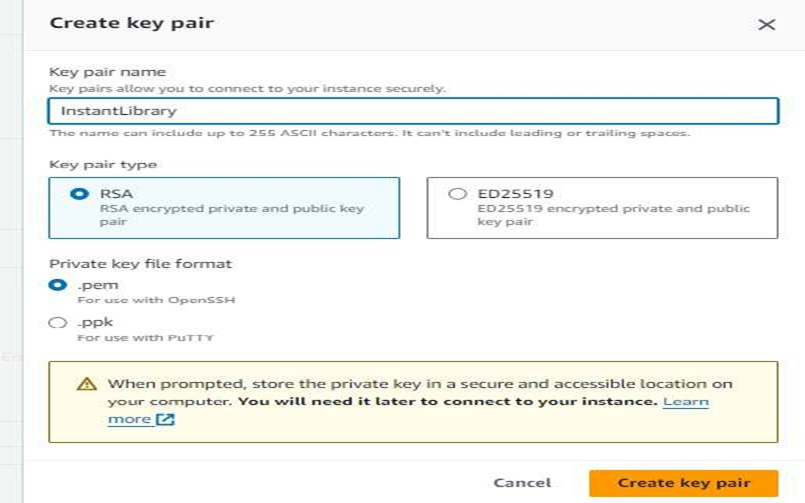 Create key pair
Key pair name
Key pairs allow you to connect to your instance securely.
InstantLibrary
The name can include up to 255 ASCII characters. It can't include leading or trailing spaces.
Key pair type
RSA
RSA encrypted private and public key
pair
ED25519
ED25519 encrypted private and public
key pair
Private key file format
.pem
For use with OpenSSH
.ppk
For use with PuTTY
When prompted, store the private key in a secure and accessible location on
your computer. You will need it later to connect to your instance. Learn
more
Cancel
Create key pair